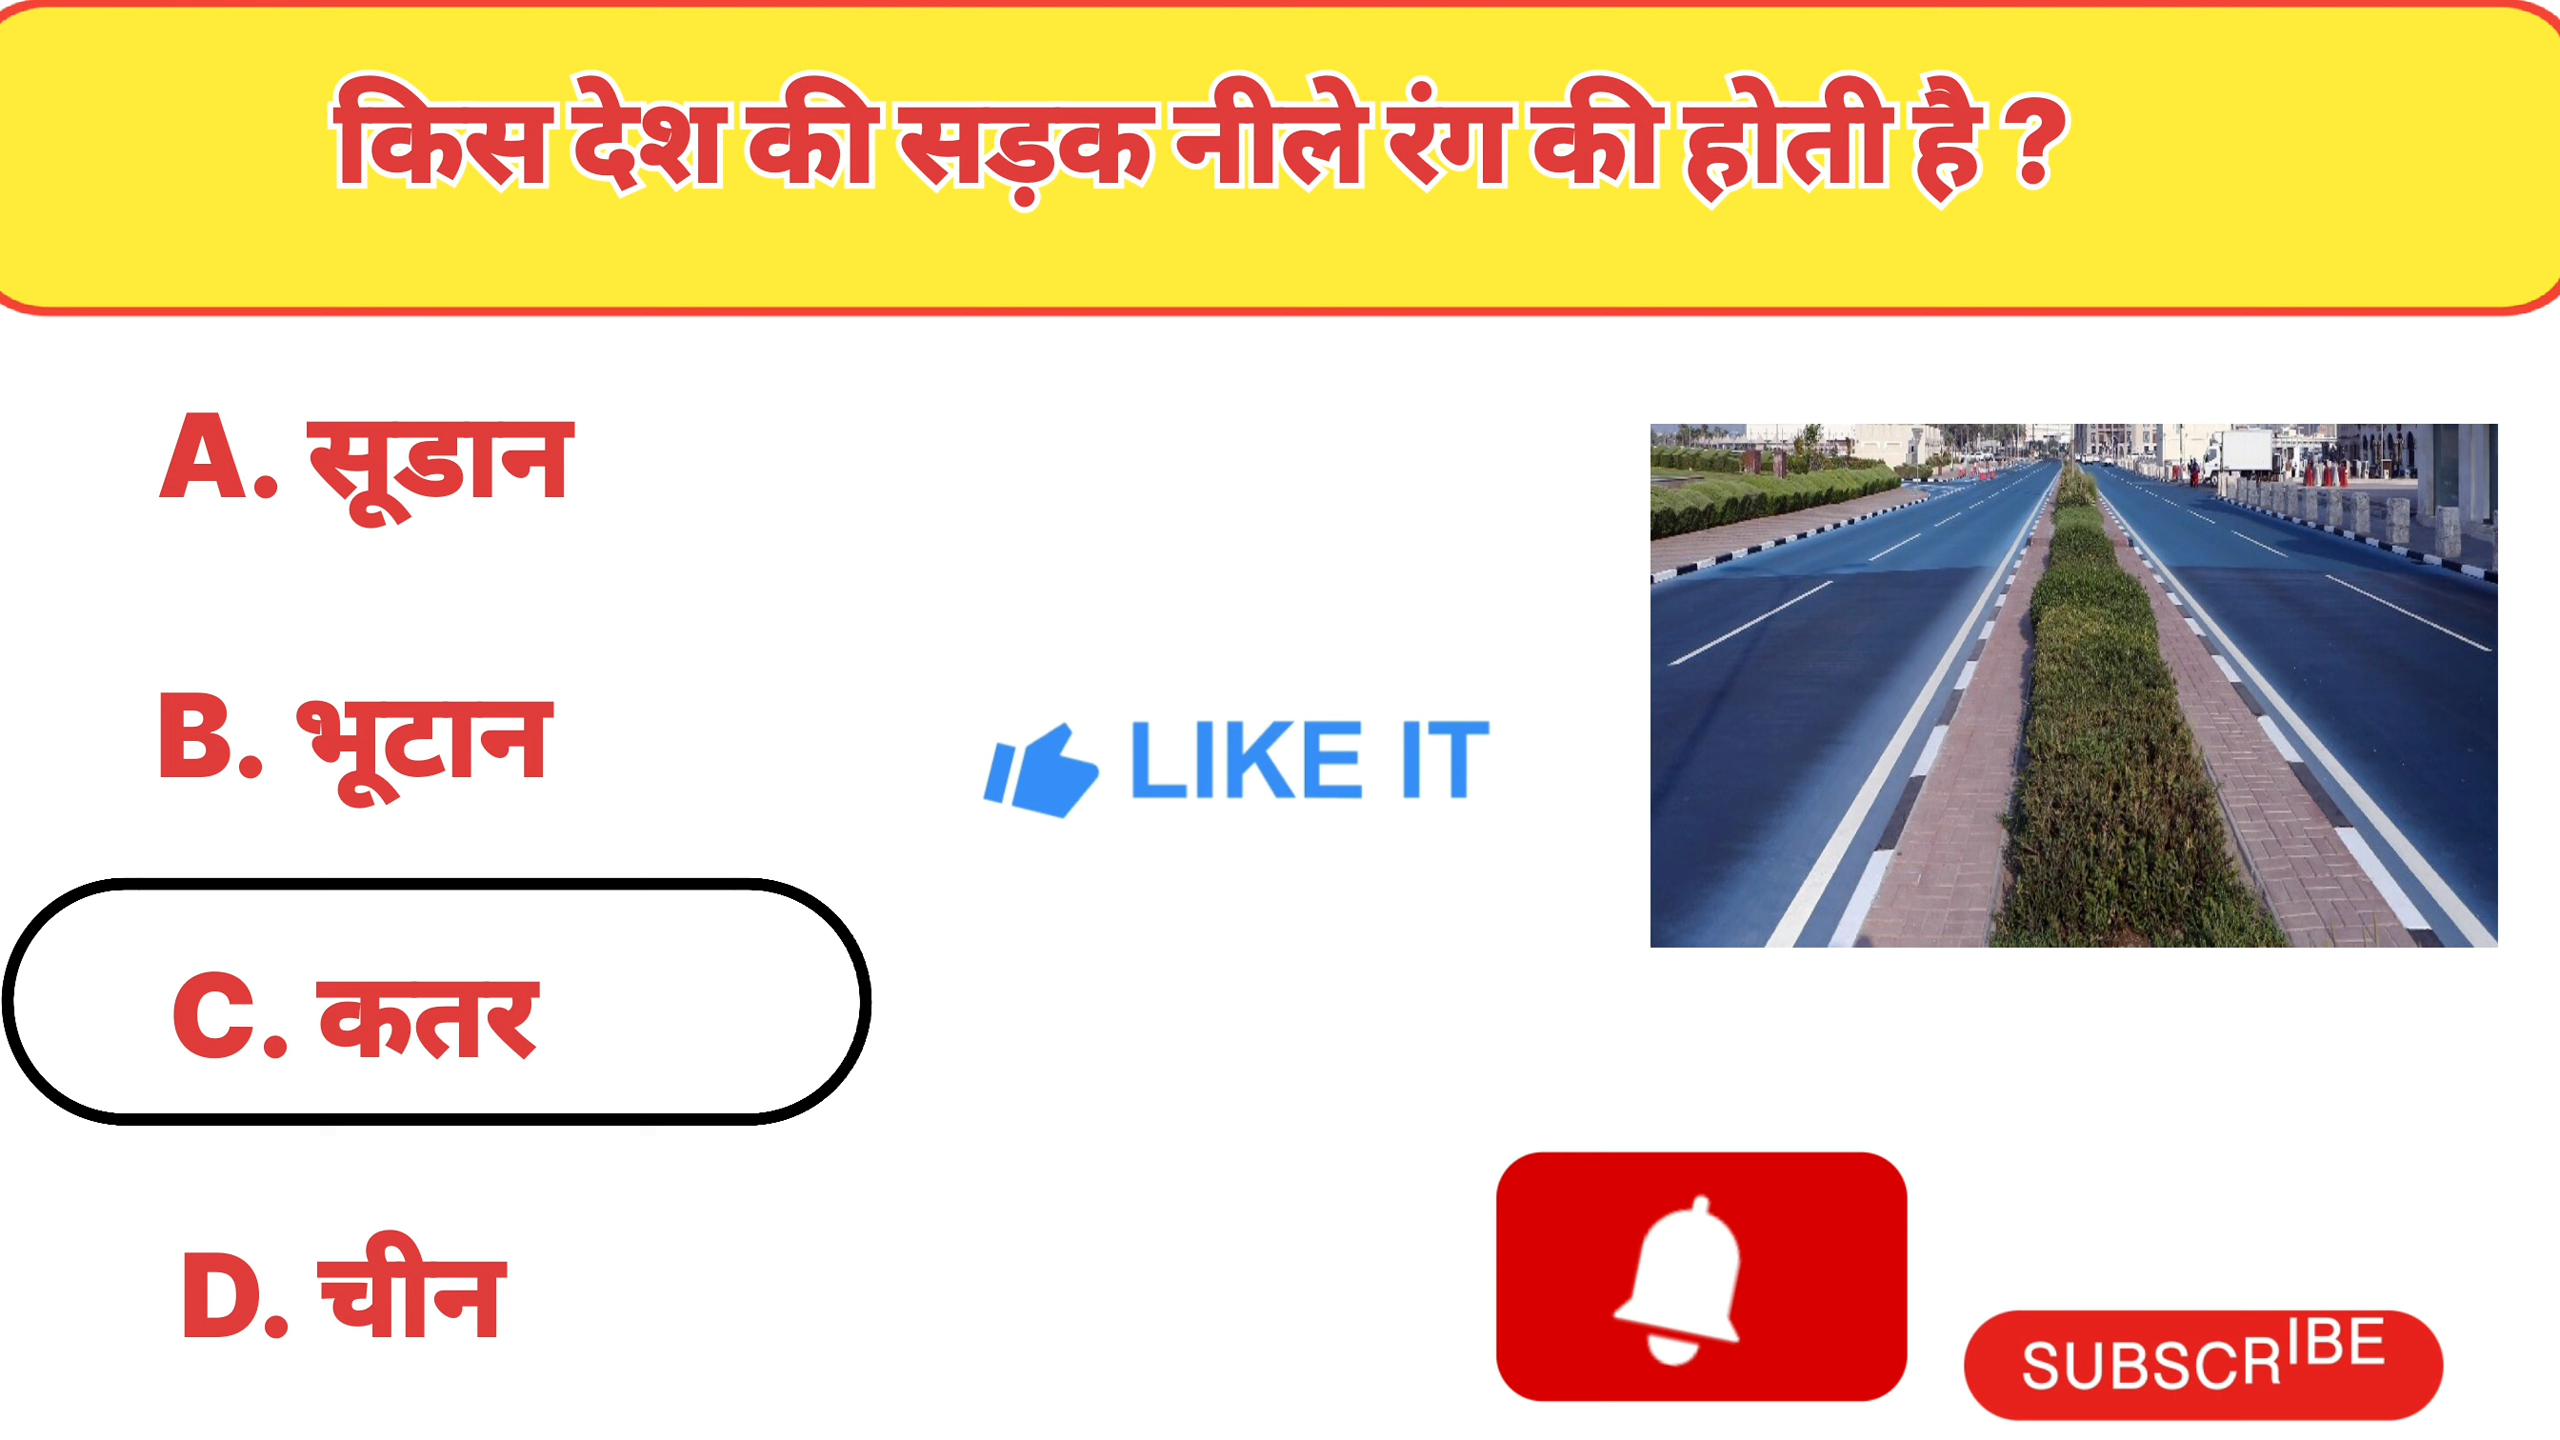 किस देश की सड़क नीले रंग की होती है ?
A. सूडान
B. भूटान
LIKE IT
C. कतर
D. चीन
SUBSCRIBE